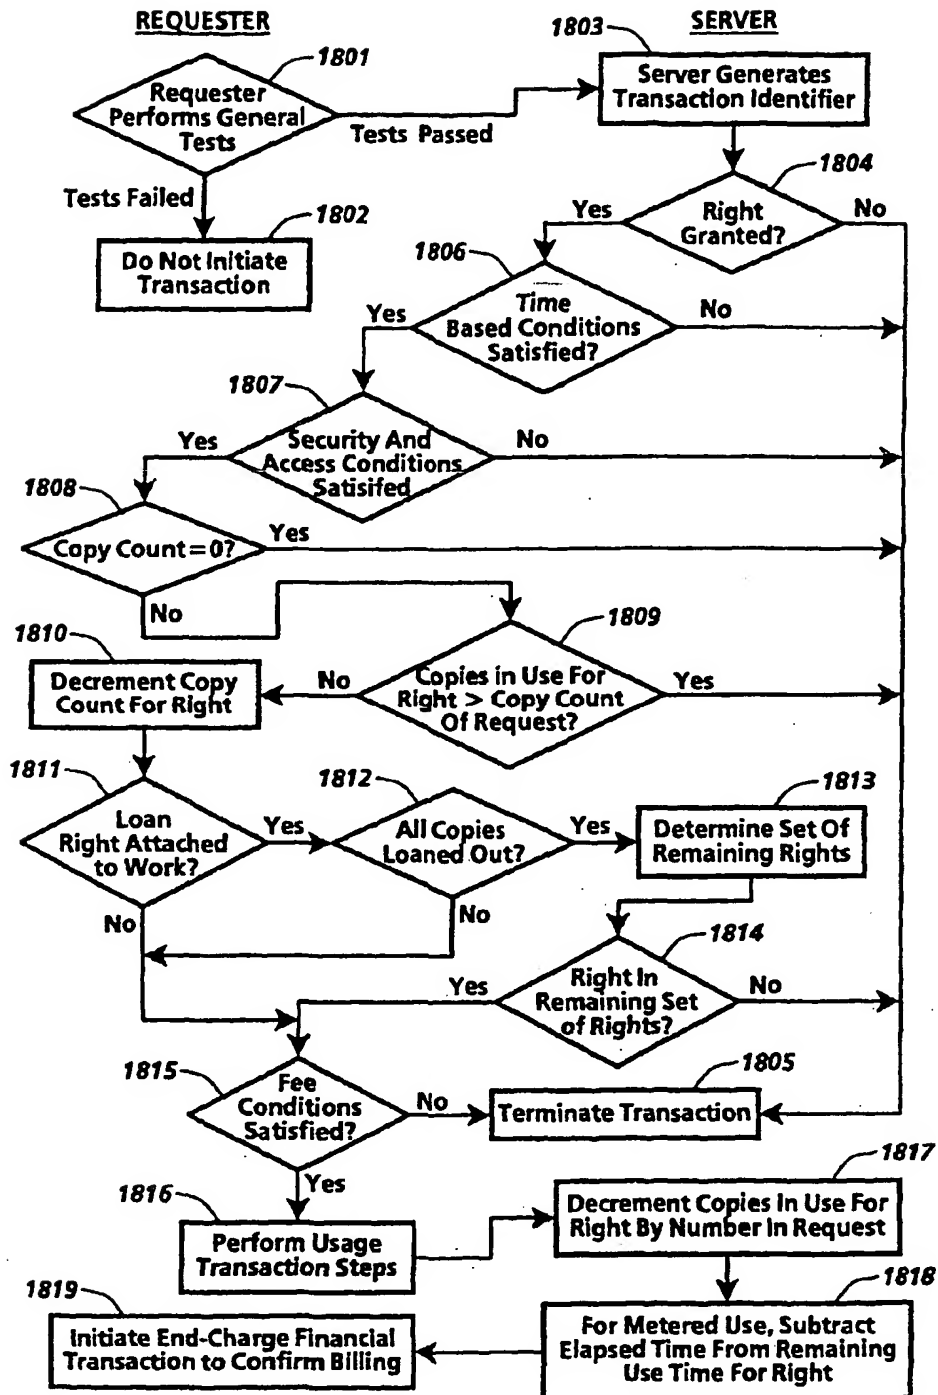 REQUESTER
SERVER
1801
1803
Requester
Performs General
Tests
Tests Passed
Server Generates
Transaction Identifier
Tests Failed
1802
Do Not Initiate
Transaction
1804
Yes
Right
Granted?
No
1806
Yes
Time
Based Conditions
Satisfied?
No
1807
Yes
Security And
Access Conditions
Satisifed
No
1808
Copy Count=0?
Yes
No
1809
1810
Decrement Copy
Count For Right
No
Copies in Use For
Right > Copy Count
Of Request?
Yes
1811
Loan
Right Attached
to Work?
Yes
No
1812
All Copies
Loaned Out?
Yes
No
1813
Determine Set Of
Remaining Rights
1814
Yes
Right In
Remaining Set
of Rights?
No
1815
Fee
Conditions
Satisfied?
No
Yes
1805
Terminate Transaction
1816
Perform Usage
Transaction Steps
1817
Decrement Copies In Use For
Right By Number In Request
1818
For Metered Use, Subtract
Elapsed Time From Remaining
Use Time For Right
1819
Initiate End-Charge Financial
Transaction to Confirm Billing